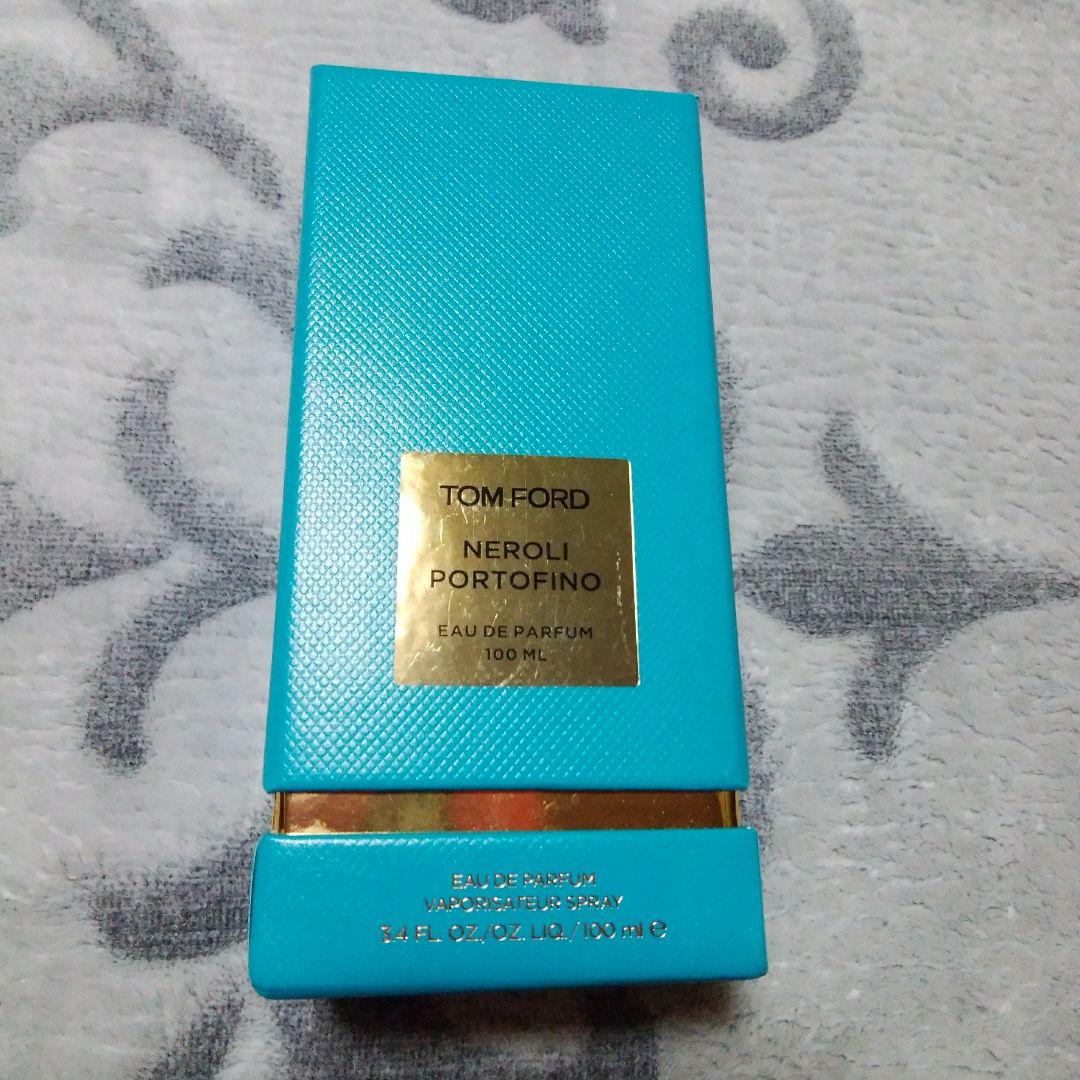 TOM FORD
NEROLI
PORTOFINO
EAU DE PARFUM
100 ML
EAU DE PARFUM
VAPORISATEUR SPRAY
3.4 FL. OZ./OZ. LIQ./100 ml ℮